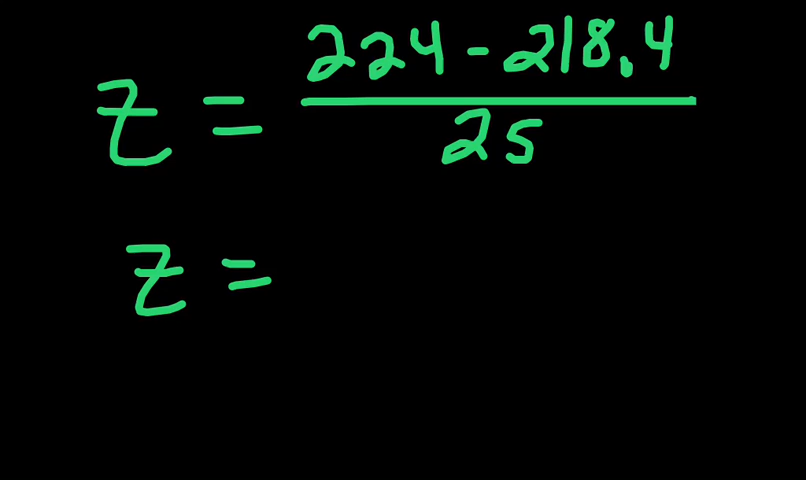 z = 224 - 218.4
25
z =